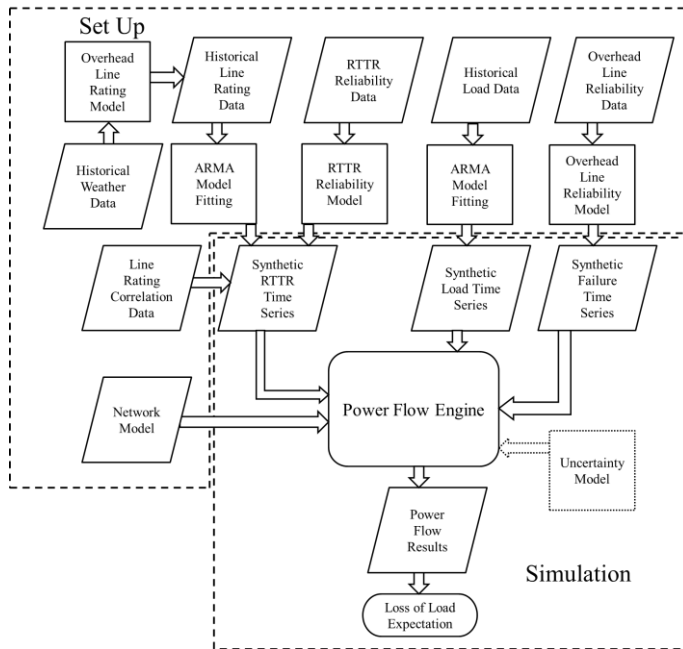 Set Up
Overhead
Line
Rating
Model
Historical
Line
Rating
Data
RTTR
Reliability
Data
Historical
Load Data
Overhead
Line
Reliability
Data
Historical
Weather
Data
ARMA
Model
Fitting
RTTR
Reliability
Model
ARMA
Model
Fitting
Overhead
Line
Reliability
Model
Line
Rating
Correlation
Data
Synthetic
RTTR
Time
Series
Synthetic
Load Time
Series
Synthetic
Failure
Time
Series
Network
Model
Power Flow Engine
Uncertainty
Model
Power
Flow
Results
Simulation
Loss of Load
Expectation